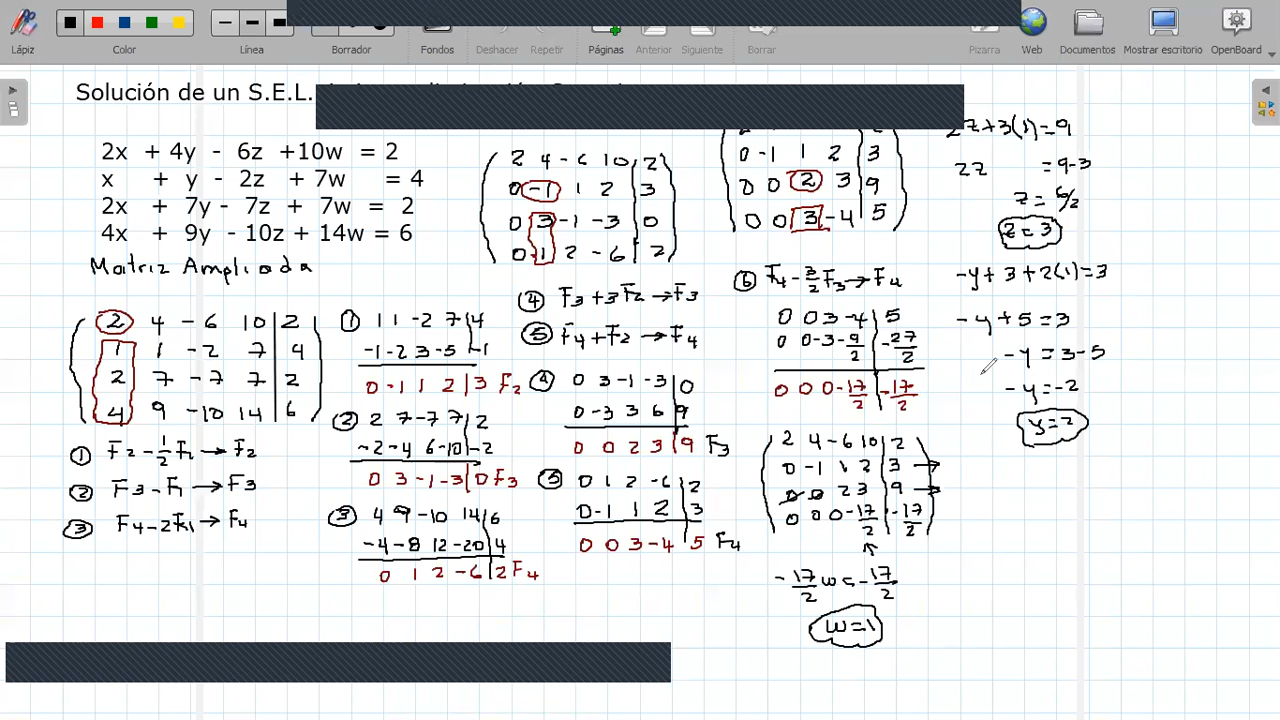 Lápiz Color Línea Borrador Fondos Deshacer Repetir Páginas Anterior Siguiente Borrar Pizarra Web Documentos Mostrar escritorio OpenBoard
Solución de un S.E.L.
2x + 4y - 6z +10w = 2
x + y - 2z + 7w = 4
2x + 7y - 7z + 7w = 2
4x + 9y - 10z + 14w = 6
Matriz Ampliada
2 4 -6 10 | 2
1 1 -2 7 | 4
2 7 -7 7 | 2
4 9 -10 14 | 6
① F2 - 1/2 F1 → F2
② F3 - F1 → F3
③ F4 - 2F1 → F4
① 1 1 -2 7 | 4
-1 -2 3 -5 | -1
0 -1 1 2 | 3 F2
② 2 7 -7 7 | 2
-2 -4 6 -10 | -2
0 3 -1 -3 | 0 F3
③ 4 9 -10 14 | 6
-4 -8 12 -20 | 4
0 1 2 -6 | 2 F4
2 4 -6 10 | 2
0 -1 1 2 | 3
0 3 -1 -3 | 0
0 1 2 -6 | 2
④ F3 + 3F2 → F3
⑤ F4 + F2 → F4
④ 0 3 -1 -3 | 0
0 -3 3 6 | 9
0 0 2 3 | 9 F3
⑤ 0 1 2 -6 | 2
0 -1 1 2 | 3
0 0 3 -4 | 5 F4
0 -1 1 2 | 3
0 0 2 3 | 9
0 0 3 -4 | 5
⑥ F4 - 3/2 F3 → F4
0 0 3 -4 | 5
0 0 -3 -9/2 | -27/2
0 0 0 -17/2 | -17/2
2 4 -6 10 | 2
0 -1 1 2 | 3 →
0 0 2 3 | 9 →
0 0 0 -17/2 | -17/2
-17/2 w = -17/2
w = 1
2z + 3(1) = 9
2z = 9 - 3
z = 6/2
z = 3
-y + 3 + 2(1) = 3
-y + 5 = 3
-y = 3 - 5
-y = -2
y = 2